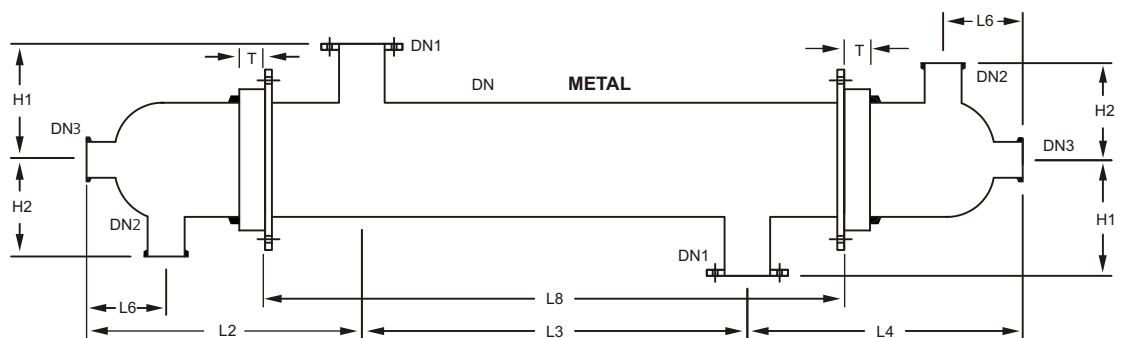 L6
T
DN1
T
DN2
DN
METAL
H1
H2
DN3
DN3
H2
H1
DN2
DN1
L6
L8
L2
L3
L4